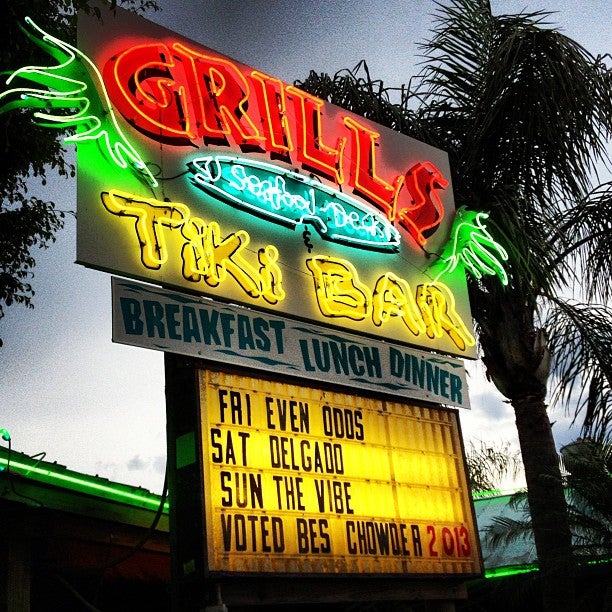 GRILLS
Seafood Deck
TiKi BAR
BREAKFAST LUNCH DINNER
FRI EVEN ODDS
SAT DELGADO
SUN THE VIBE
VOTED BES CHOWDER 2013